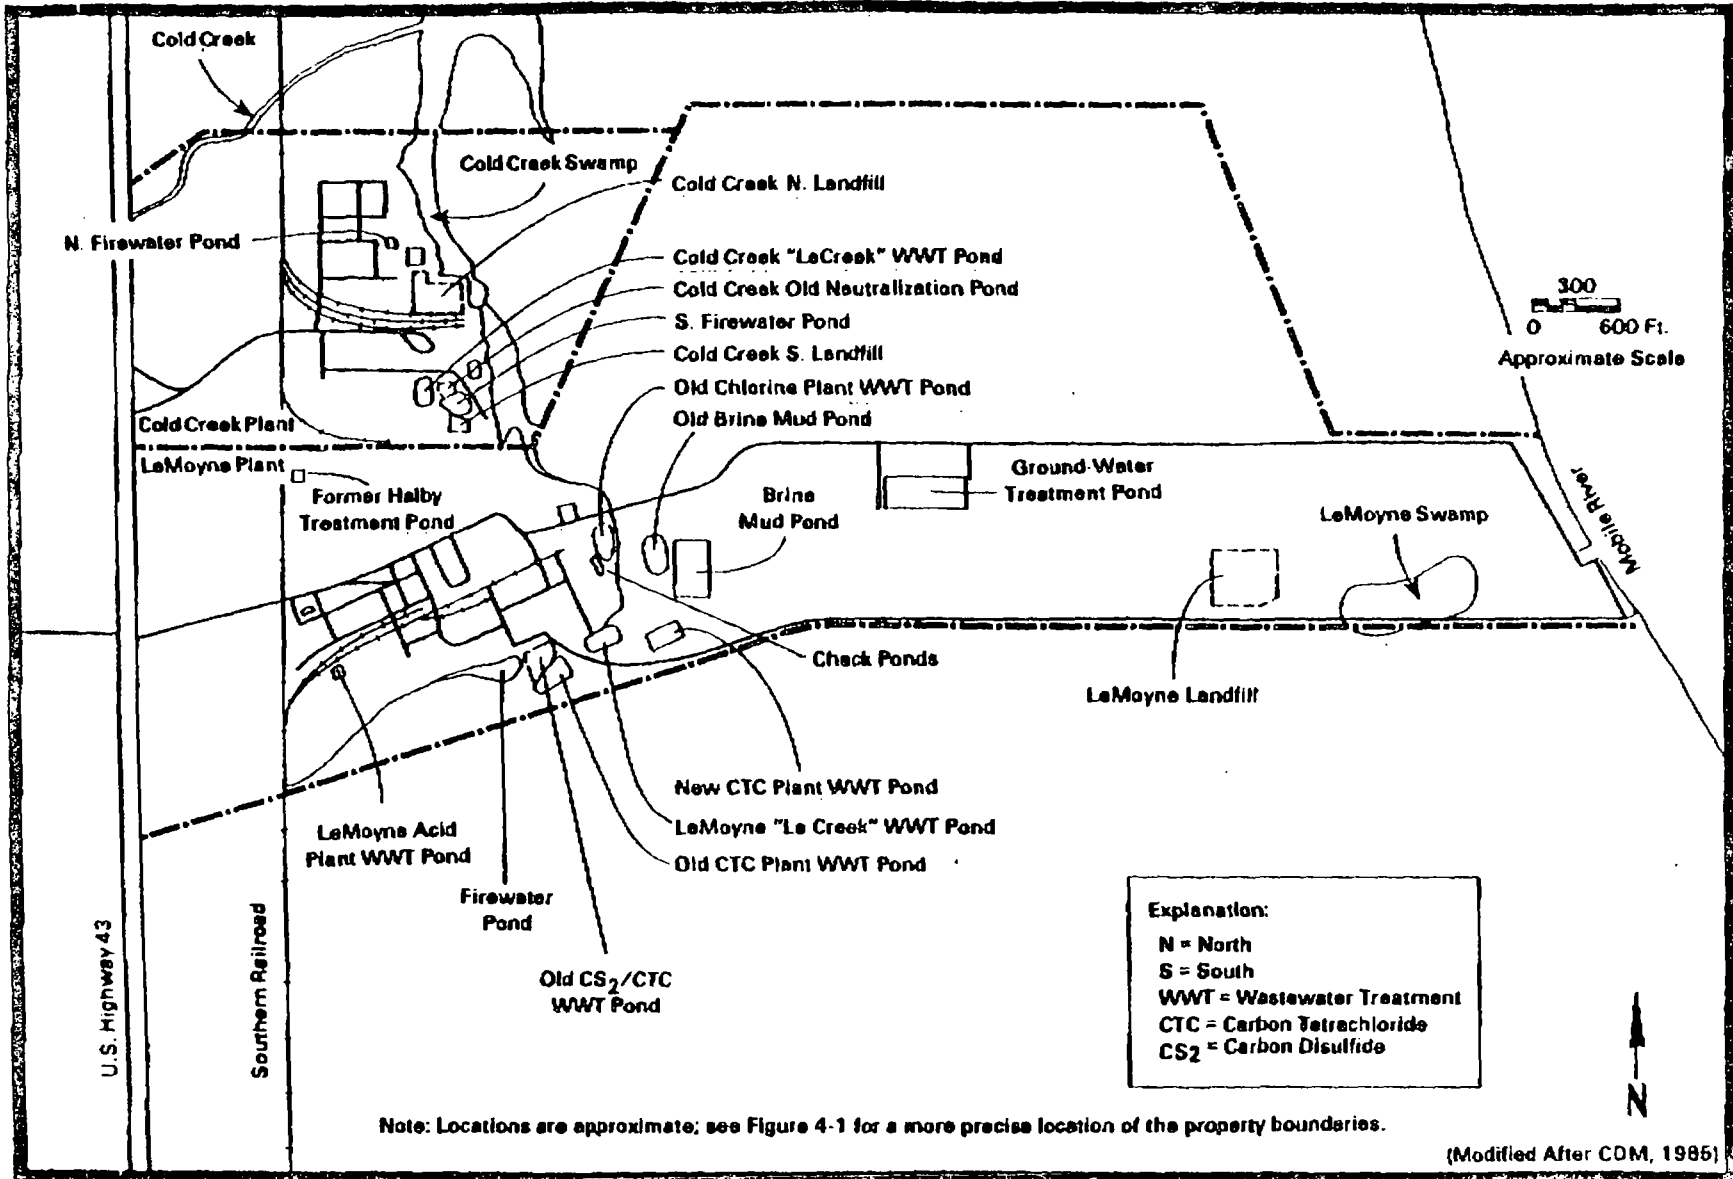 Cold Creek
Cold Creek Swamp
Cold Creek N. Landfill
N. Firewater Pond
Cold Creek "LeCreek" WWT Pond
Cold Creek Old Neutralization Pond
S. Firewater Pond
Cold Creek S. Landfill
Old Chlorine Plant WWT Pond
Old Brine Mud Pond
300
0 600 Ft.
Approximate Scale
Cold Creek Plant
LeMoyne Plant
Former Halby
Treatment Pond
Brine
Mud Pond
Ground-Water
Treatment Pond
LeMoyne Swamp
Mobile River
D
Check Ponds
LeMoyne Landfill
New CTC Plant WWT Pond
LeMoyne "Le Creek" WWT Pond
Old CTC Plant WWT Pond
LeMoyne Acid
Plant WWT Pond
Firewater
Pond
Old CS2/CTC
WWT Pond
U.S. Highway 43
Southern Railroad
Explanation:
N = North
S = South
WWT = Wastewater Treatment
CTC = Carbon Tetrachloride
CS2 = Carbon Disulfide
N
Note: Locations are approximate; see Figure 4-1 for a more precise location of the property boundaries.
(Modified After CDM, 1985)